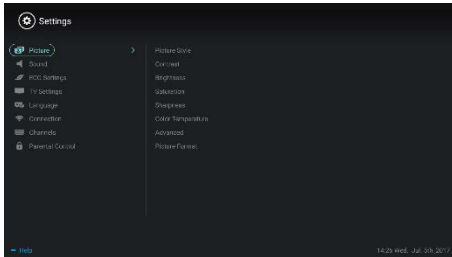 Settings
Picture
Sound
ECO Settings
TV Settings
Language
Connection
Channels
Parental Control
Picture Style
Contrast
Brightness
Saturation
Sharpness
Color Temperature
Advanced
Picture Format
Help
14:26 Wed, Jul. 5th 2017